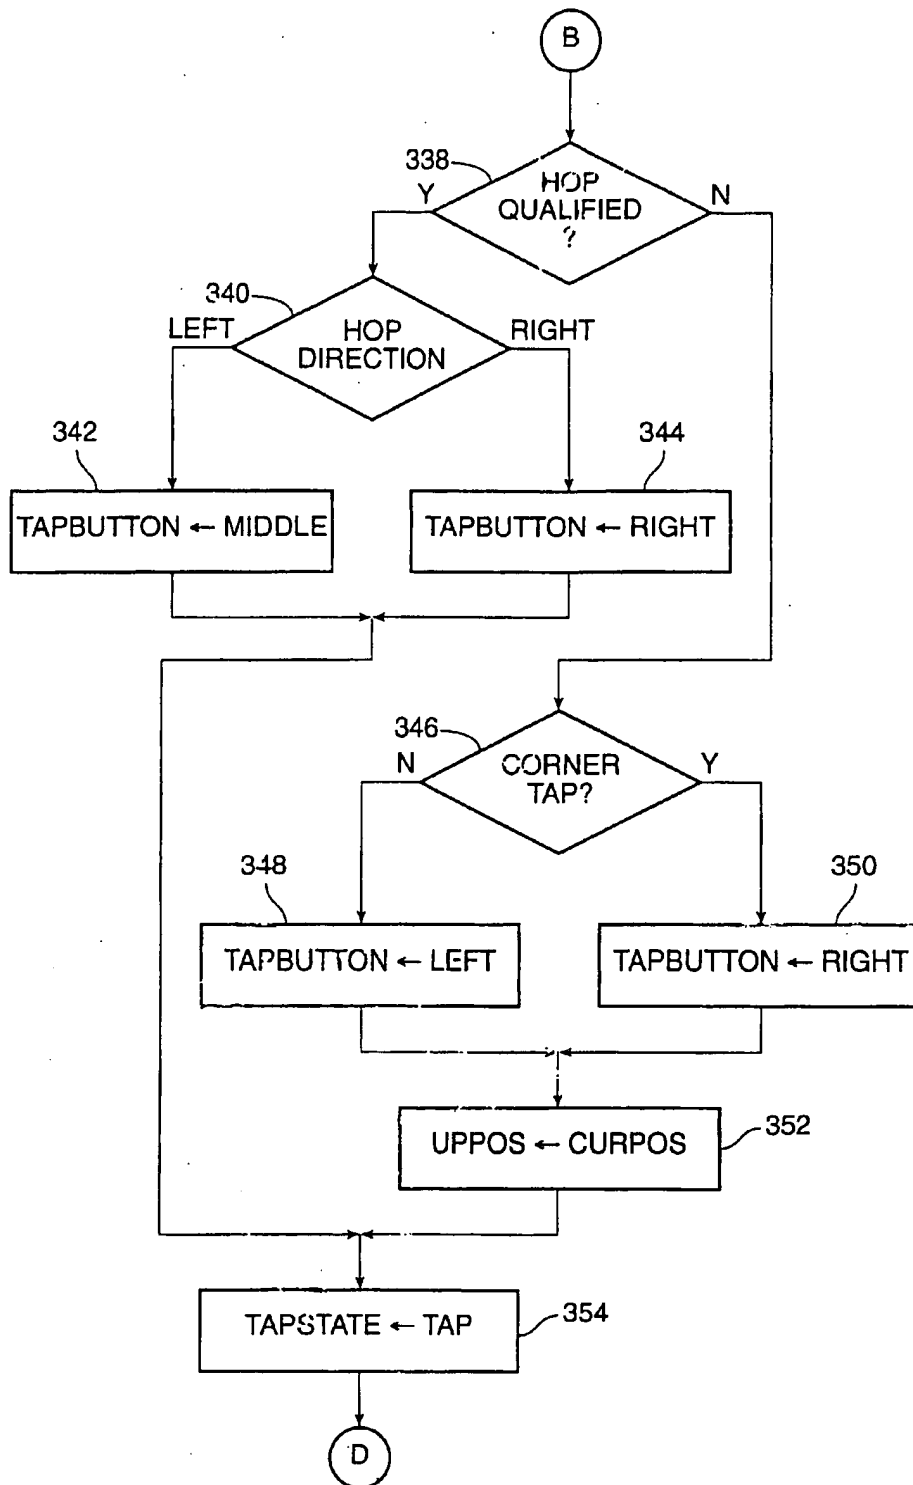 B
338
Y
HOP
QUALIFIED
?
N
340
LEFT
HOP
DIRECTION
RIGHT
342
344
TAPBUTTON ← MIDDLE
TAPBUTTON ← RIGHT
346
N
CORNER
TAP?
Y
348
350
TAPBUTTON ← LEFT
TAPBUTTON ← RIGHT
UPPOS ← CURPOS
352
TAPSTATE ← TAP
354
D